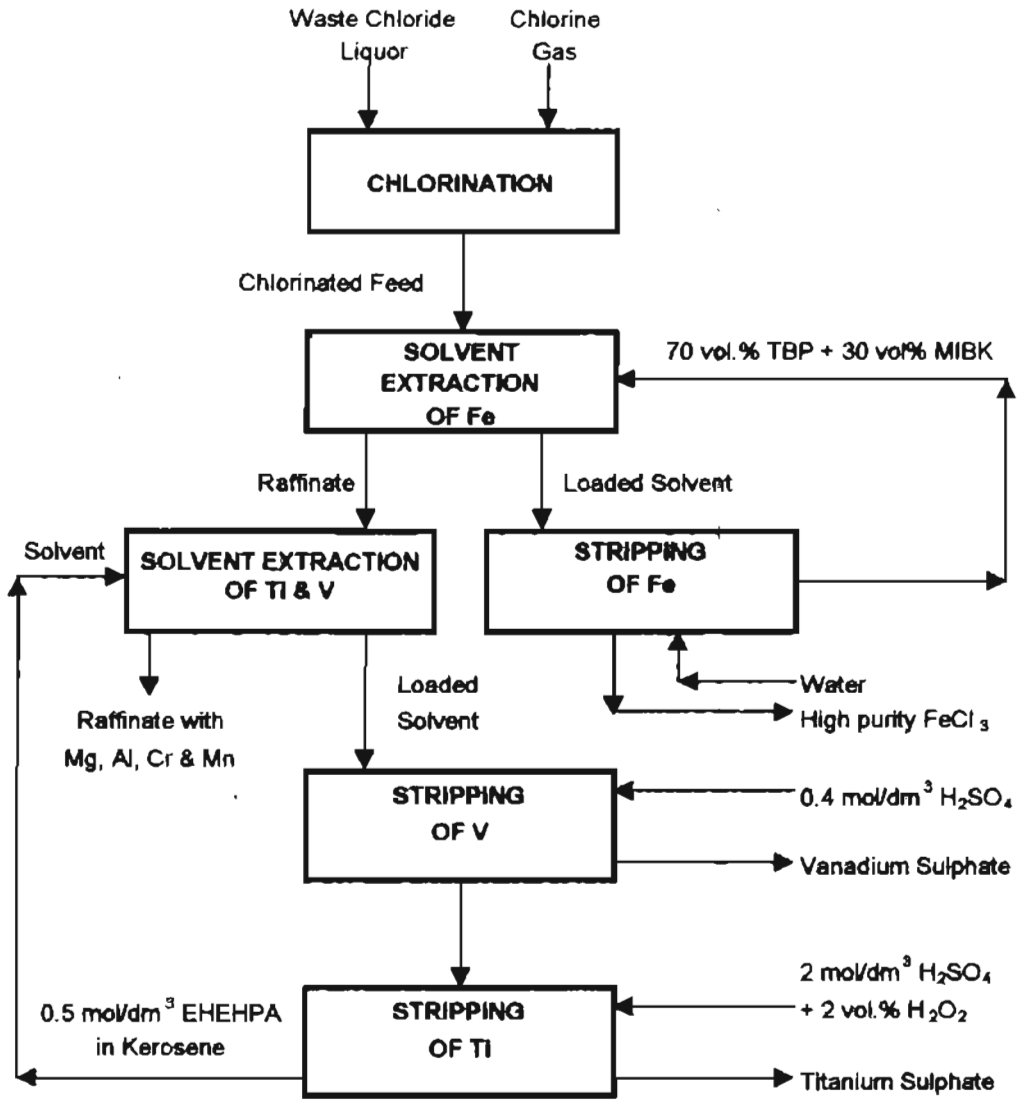 Waste Chloride
Liquor
Chlorine
Gas
CHLORINATION
Chlorinated Feed
SOLVENT
EXTRACTION
OF Fe
70 vol.% TBP + 30 vol% MIBK
Raffinate
Loaded Solvent
Solvent
SOLVENT EXTRACTION
OF Ti & V
STRIPPING
OF Fe
Raffinate with
Mg, Al, Cr & Mn
Loaded
Solvent
Water
High purity FeCl₃
STRIPPING
OF V
0.4 mol/dm³ H₂SO₄
Vanadium Sulphate
0.5 mol/dm³ EHEHPA
in Kerosene
STRIPPING
OF Ti
2 mol/dm³ H₂SO₄
+ 2 vol.% H₂O₂
Titanium Sulphate